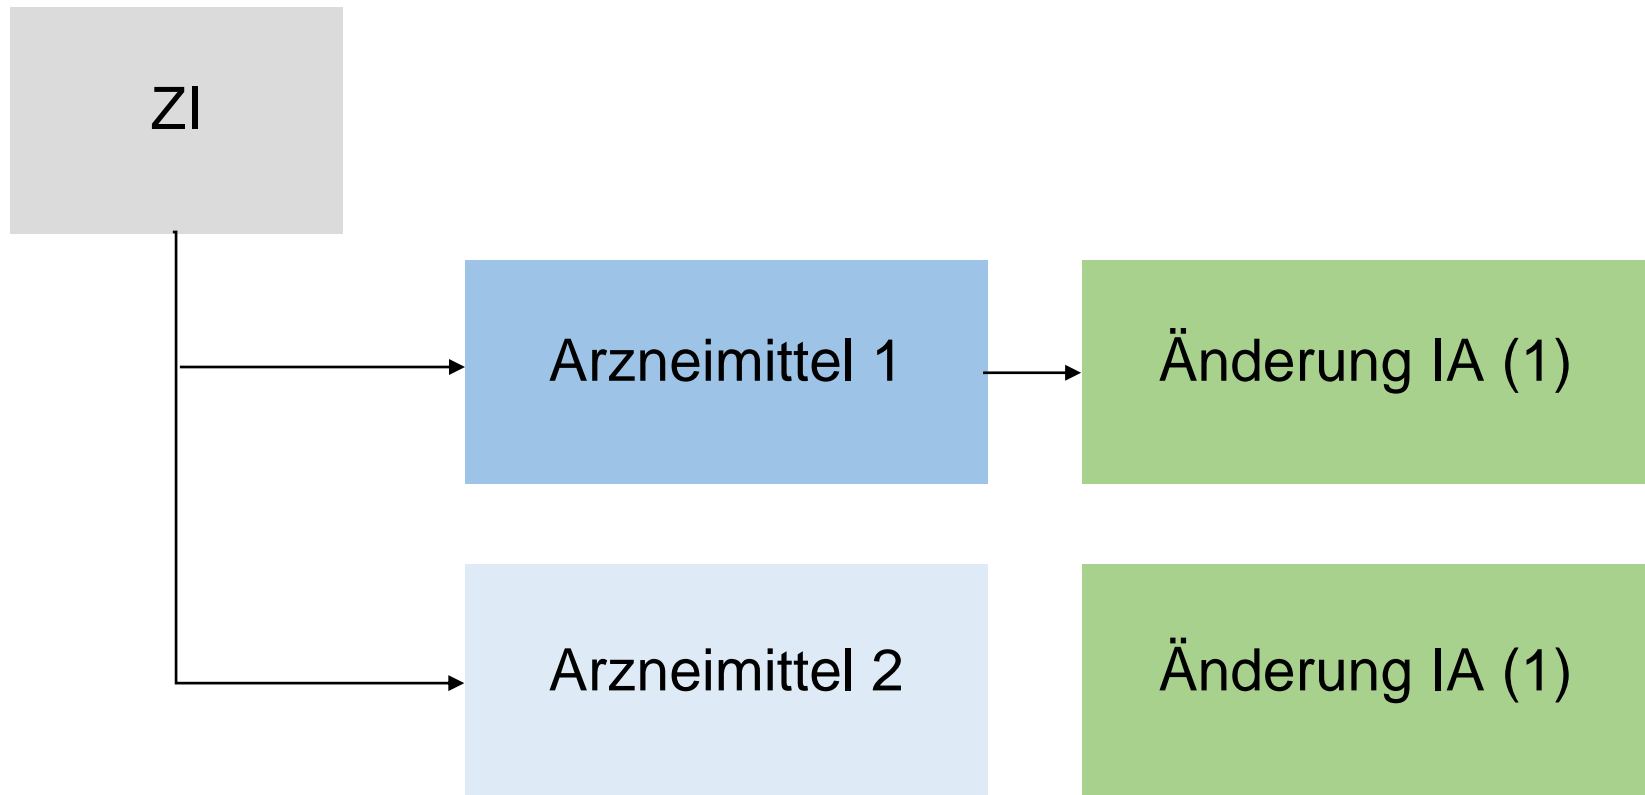 ZI
Arzneimittel 1
Änderung IA (1)
Arzneimittel 2
Änderung IA (1)